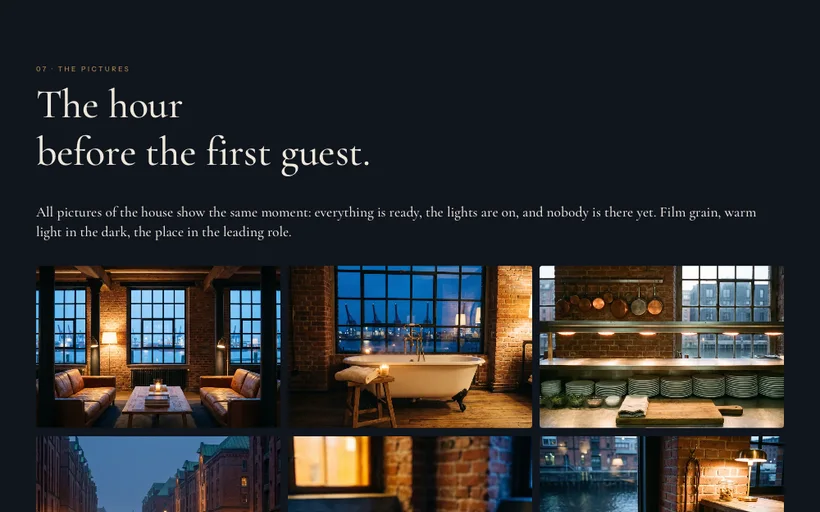 07 · THE PICTURES
The hour
before the first guest.
All pictures of the house show the same moment: everything is ready, the lights are on, and nobody is there yet. Film grain, warm
light in the dark, the place in the leading role.